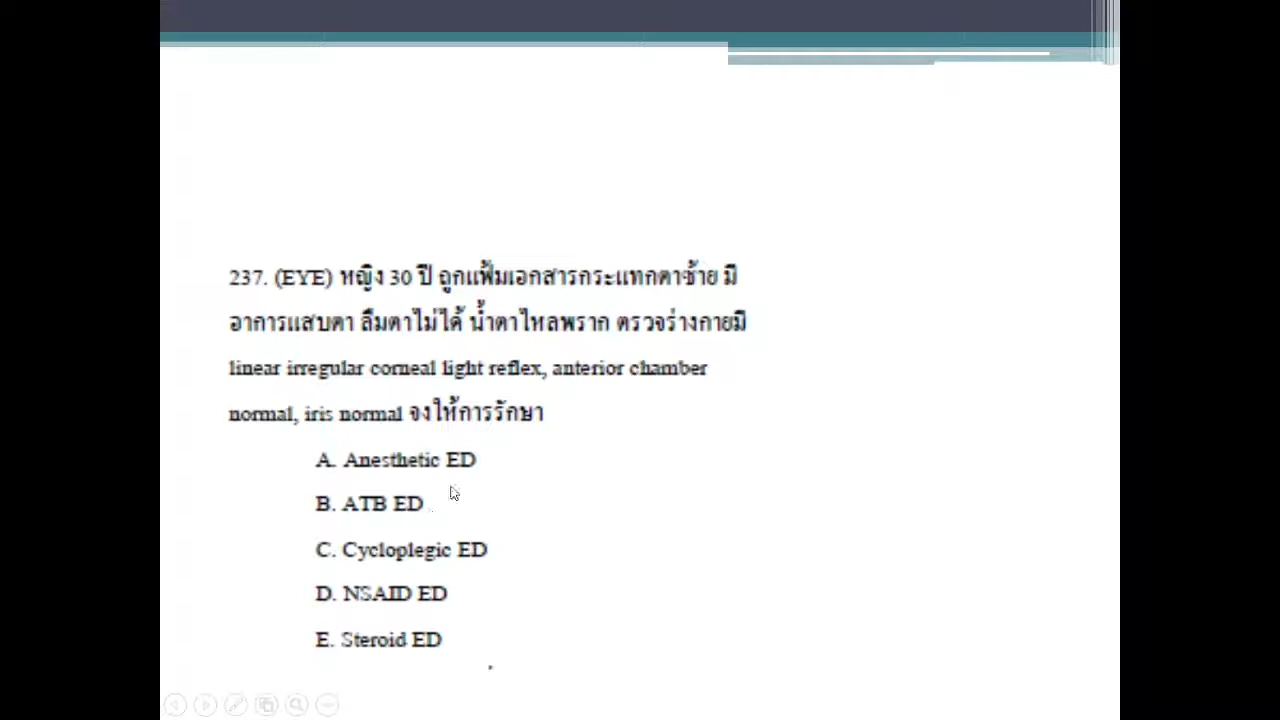 237. (EYE) หญิง 30 ปี ถูกแฟ้มเอกสารกระแทกตาซ้าย มี
อาการแสบตา ลืมตาไม่ได้ น้ำตาไหลพราก ตรวจร่างกายมี
linear irregular corneal light reflex, anterior chamber
normal, iris normal จงให้การรักษา
A. Anesthetic ED
B. ATB ED
C. Cycloplegic ED
D. NSAID ED
E. Steroid ED